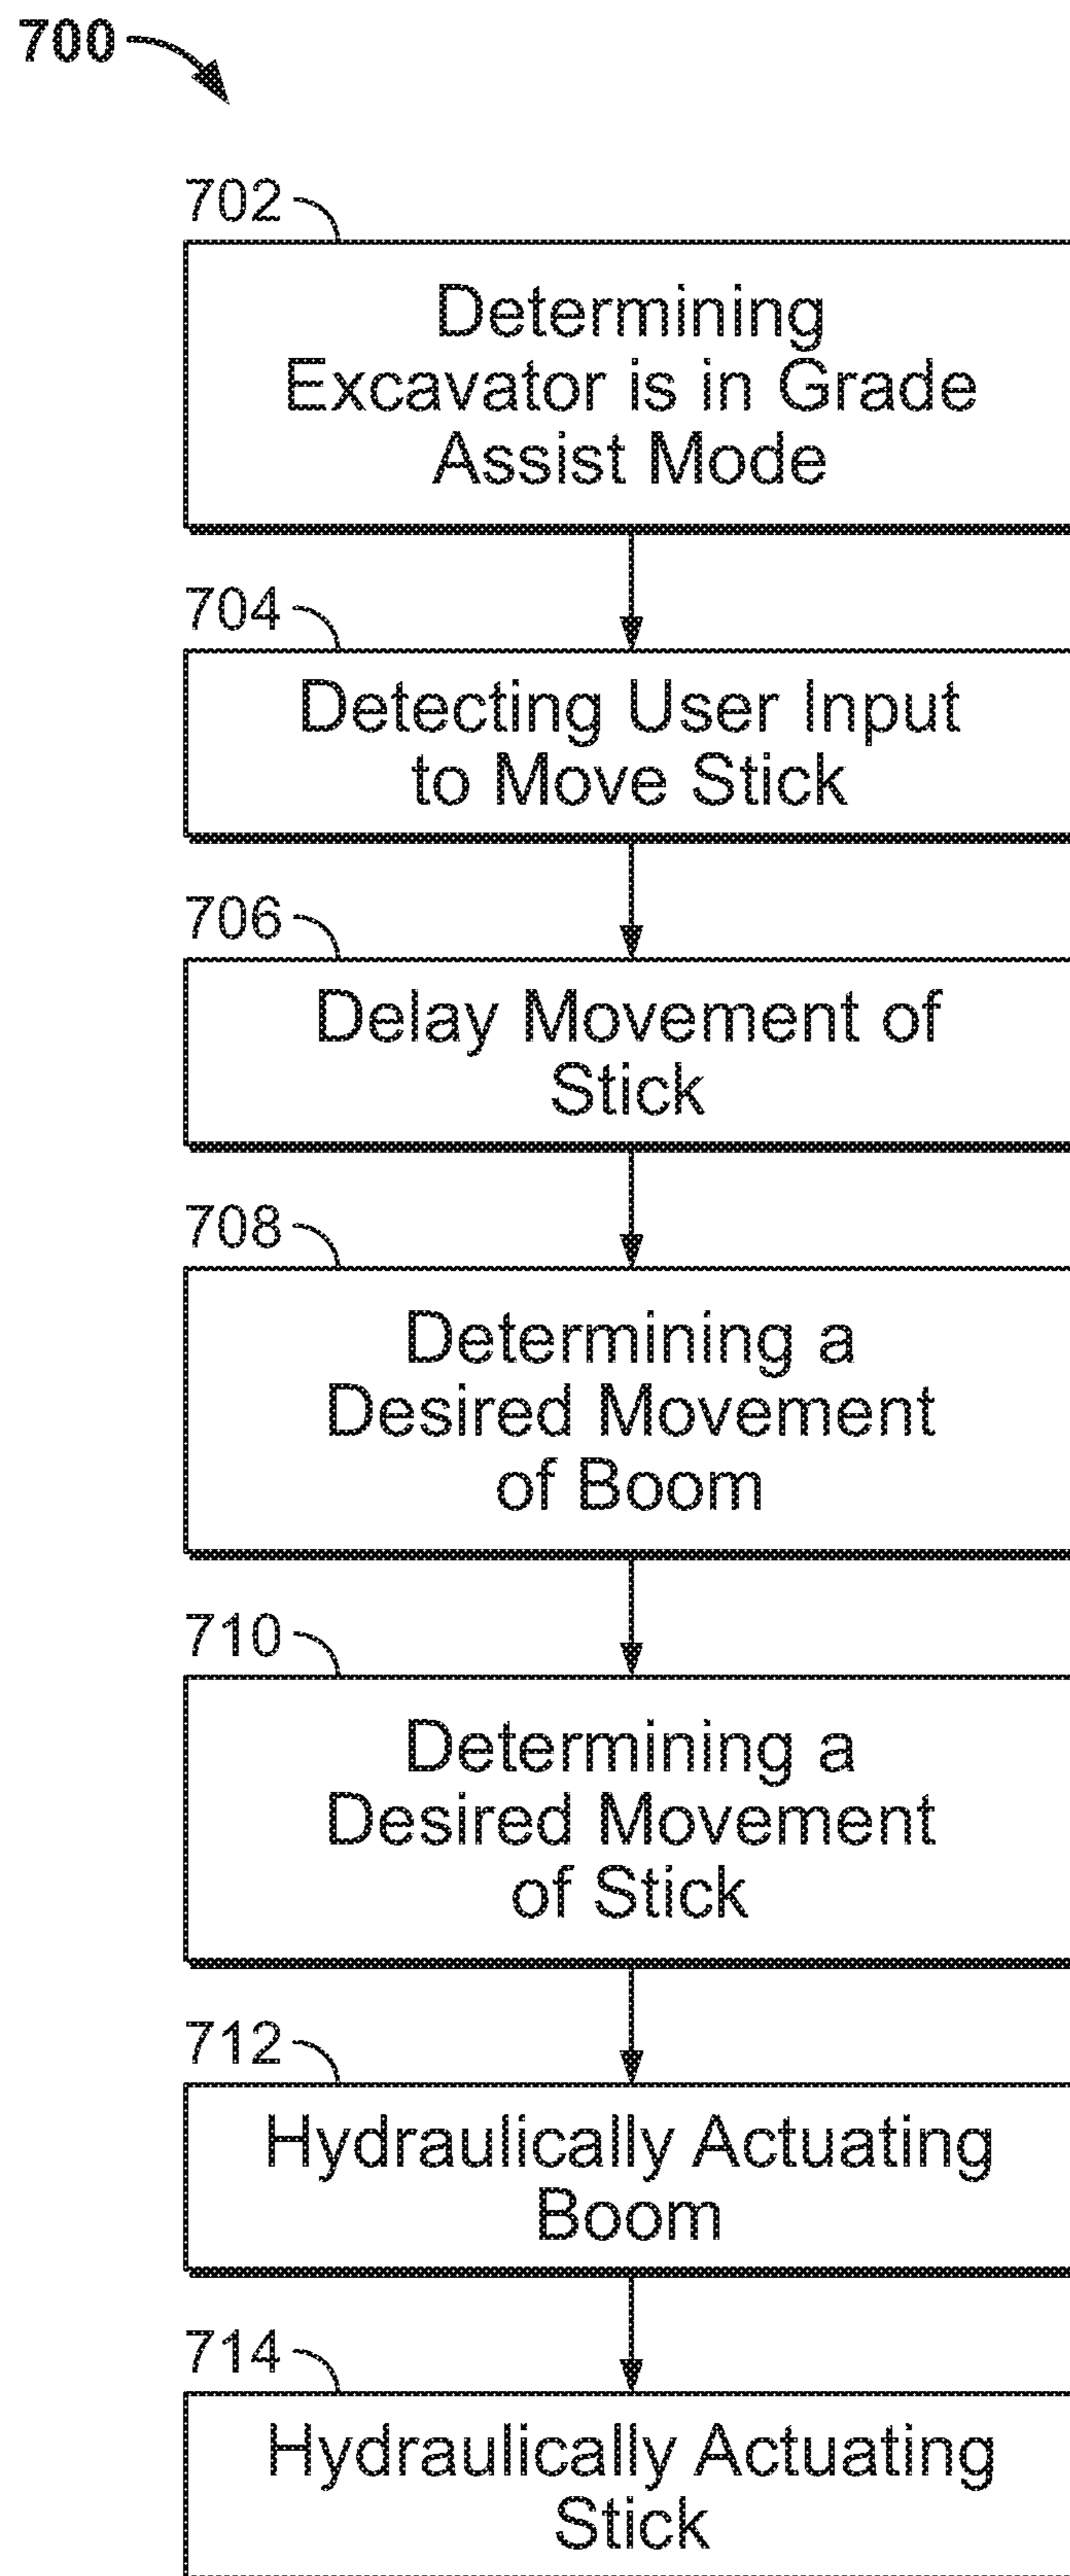 700
702
Determining
Excavator is in Grade
Assist Mode
704
Detecting User Input
to Move Stick
706
Delay Movement of
Stick
708
Determining a
Desired Movement
of Boom
710
Determining a
Desired Movement
of Stick
712
Hydraulically Actuating
Boom
714
Hydraulically Actuating
Stick